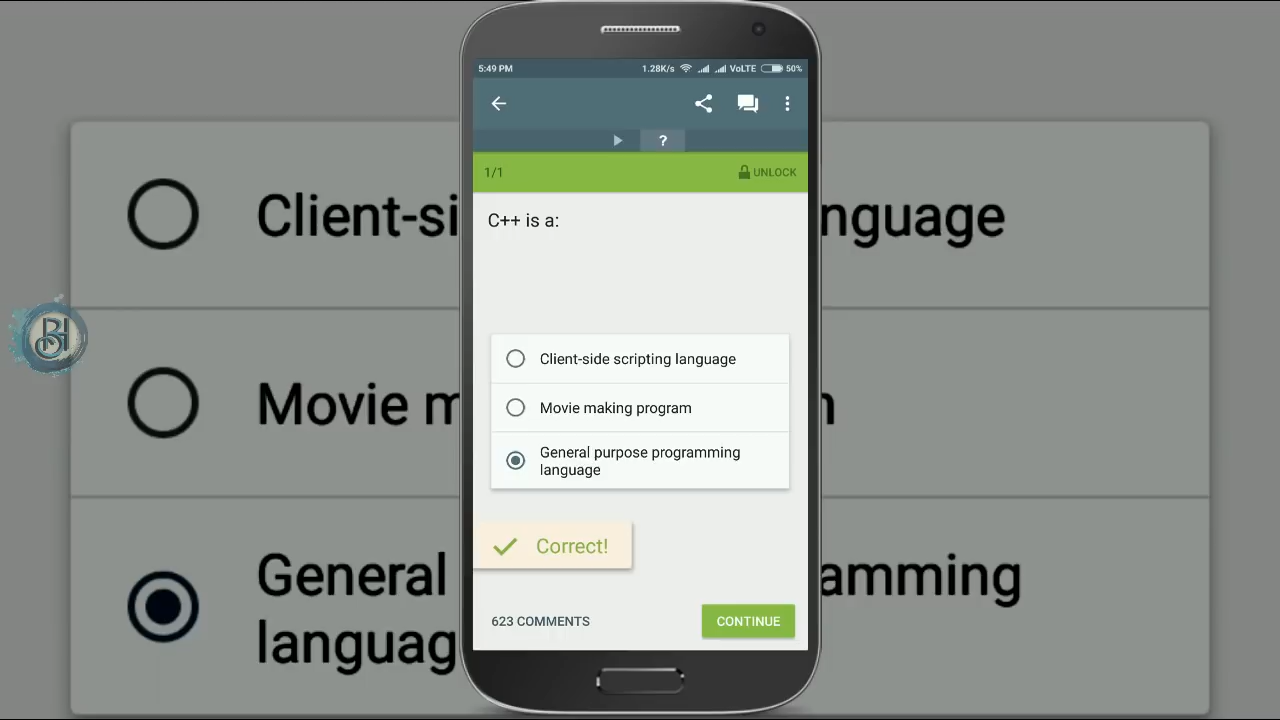 5:49 PM 1.28K/s VoLTE 50%
?
1/1 UNLOCK
C++ is a:
Client-side scripting language
Movie making program
General purpose programming
language
Correct!
623 COMMENTS CONTINUE
Client-si
nguage
Movie m
General
amming
languag